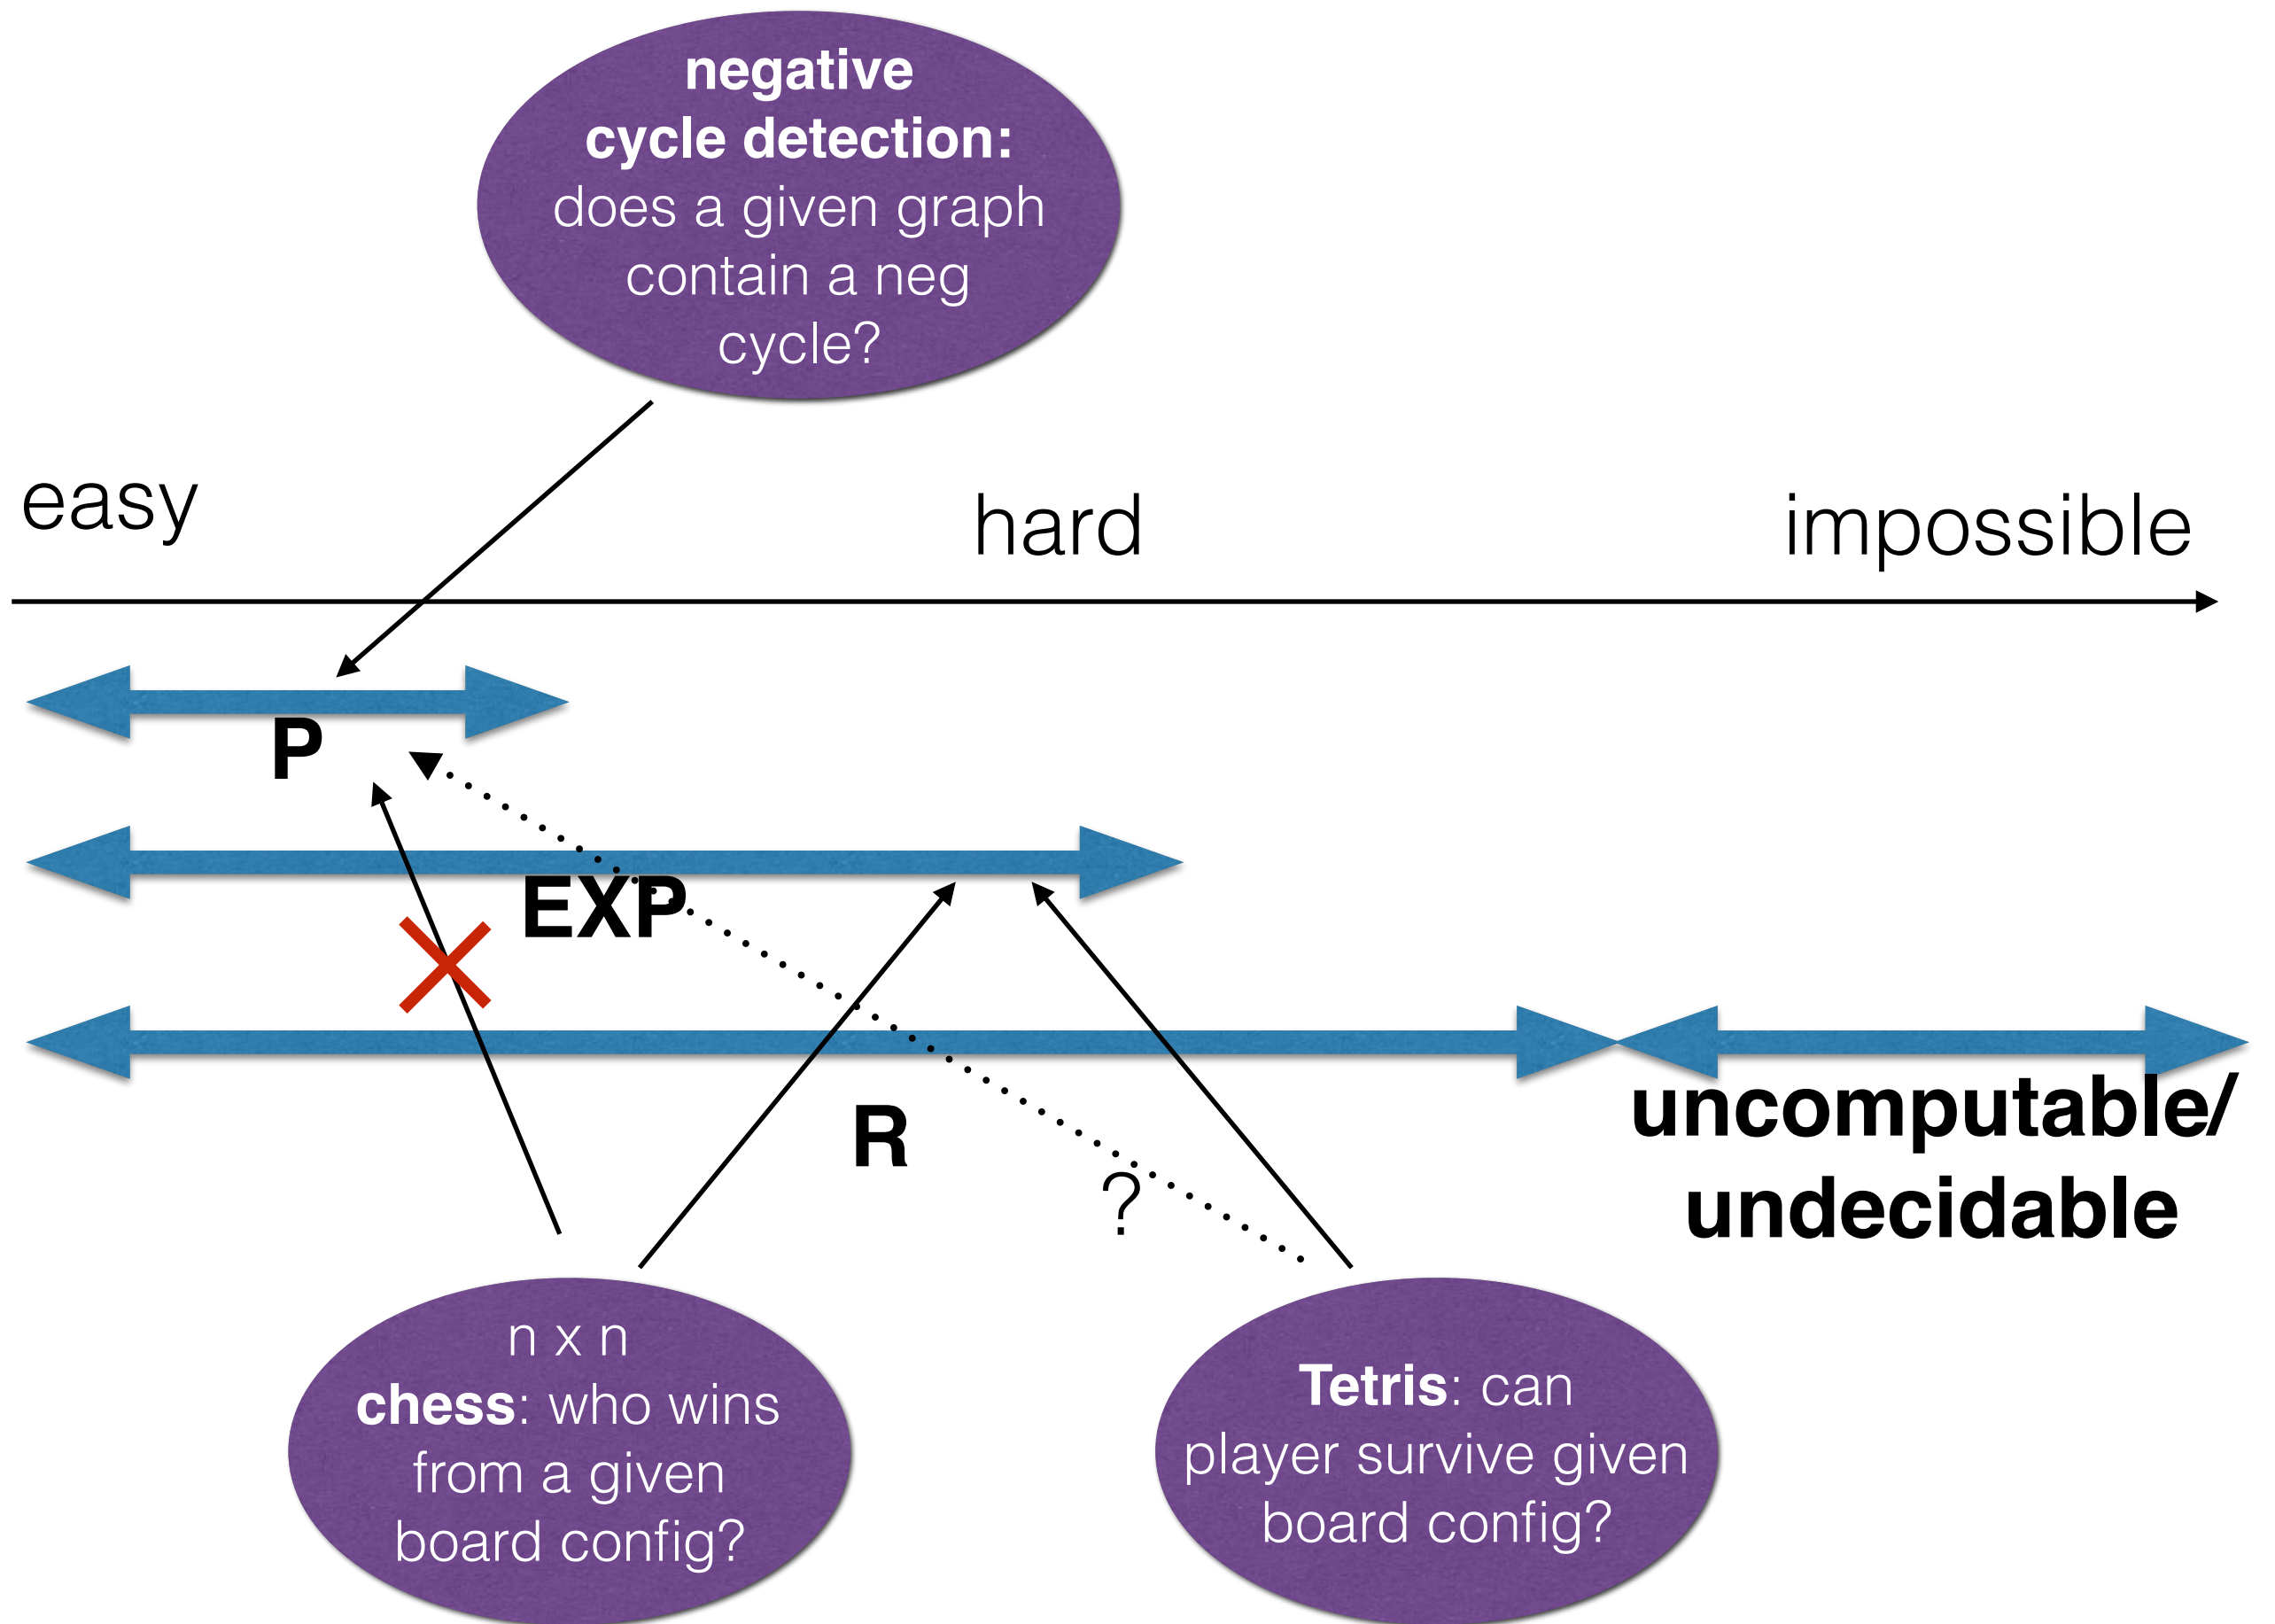 negative
cycle detection:
does a given graph
contain a neg
cycle?
easy
hard
impossible
P
EXP
R
?
uncomputable/
undecidable
n x n
chess: who wins
from a given
board config?
Tetris: can
player survive given
board config?